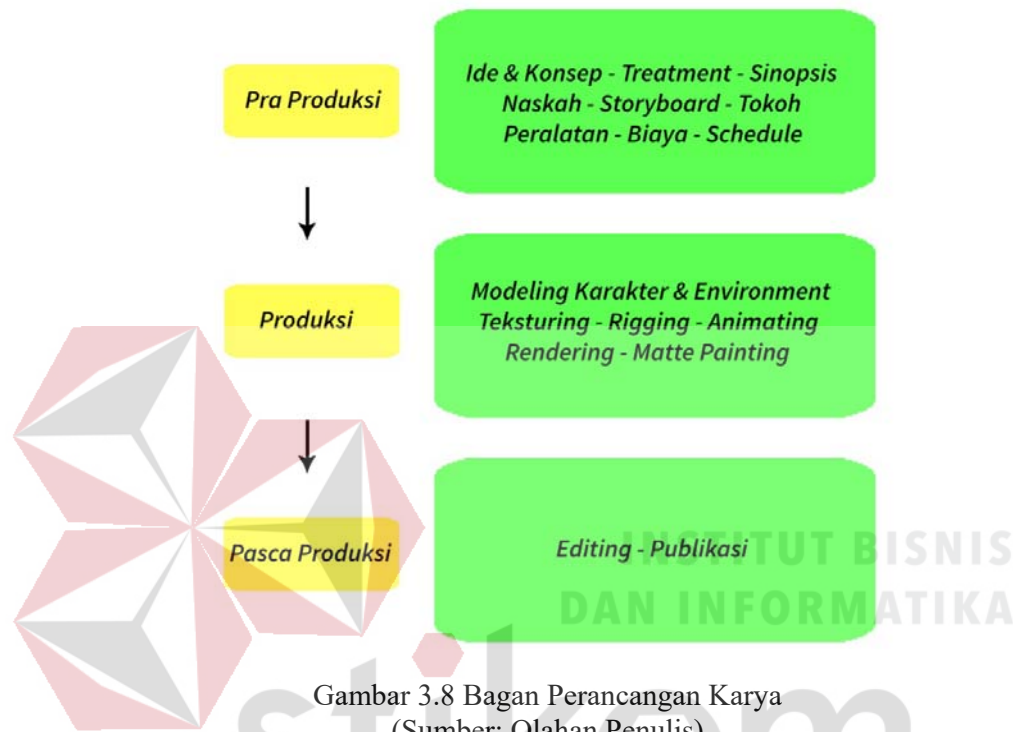 Pra Produksi
Ide & Konsep - Treatment - Sinopsis
Naskah - Storyboard - Tokoh
Peralatan - Biaya - Schedule
Produksi
Modeling Karakter & Environment
Teksturing - Rigging - Animating
Rendering - Matte Painting
Pasca Produksi
Editing - Publikasi
INSTITUT BISNIS
DAN INFORMATIKA
stikom
Gambar 3.8 Bagan Perancangan Karya
(Sumber: Olahan Penulis)